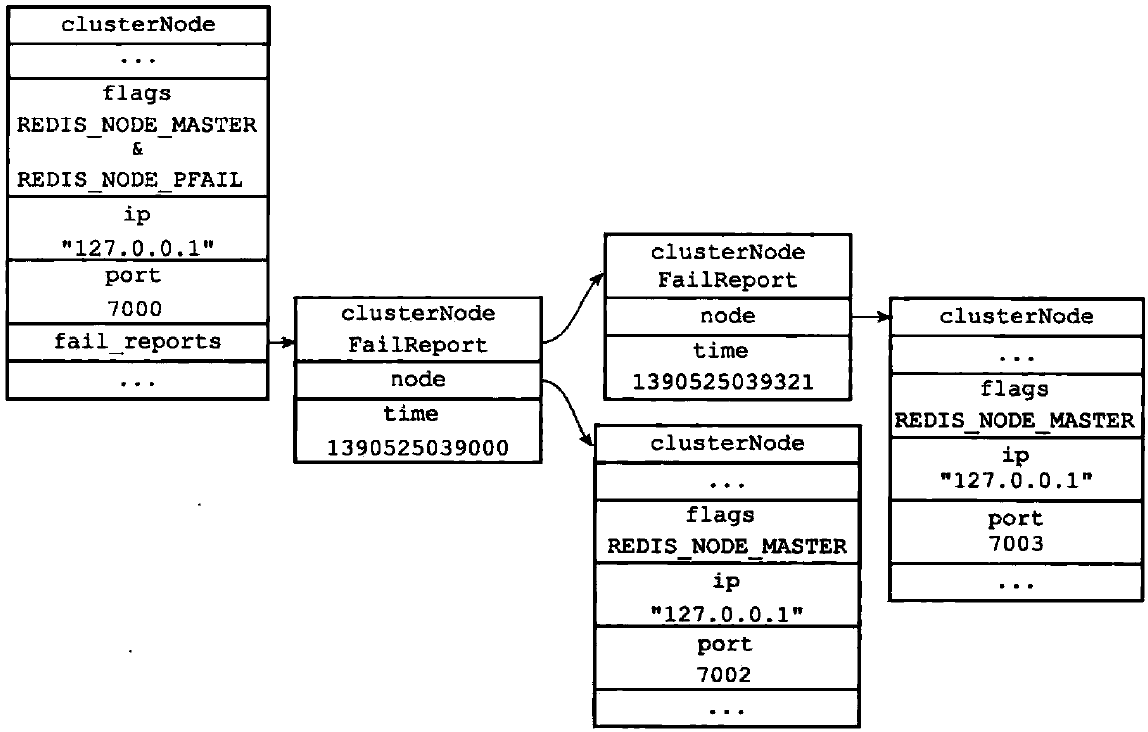 clusterNode
...
flags
REDIS_NODE_MASTER
&
REDIS_NODE_PFAIL
ip
"127.0.0.1"
port
7000
fail_reports
...
clusterNode
FailReport
node
time
1390525039000
clusterNode
FailReport
node
time
1390525039321
clusterNode
...
flags
REDIS_NODE_MASTER
ip
"127.0.0.1"
port
7002
...
clusterNode
...
flags
REDIS_NODE_MASTER
ip
"127.0.0.1"
port
7003
...